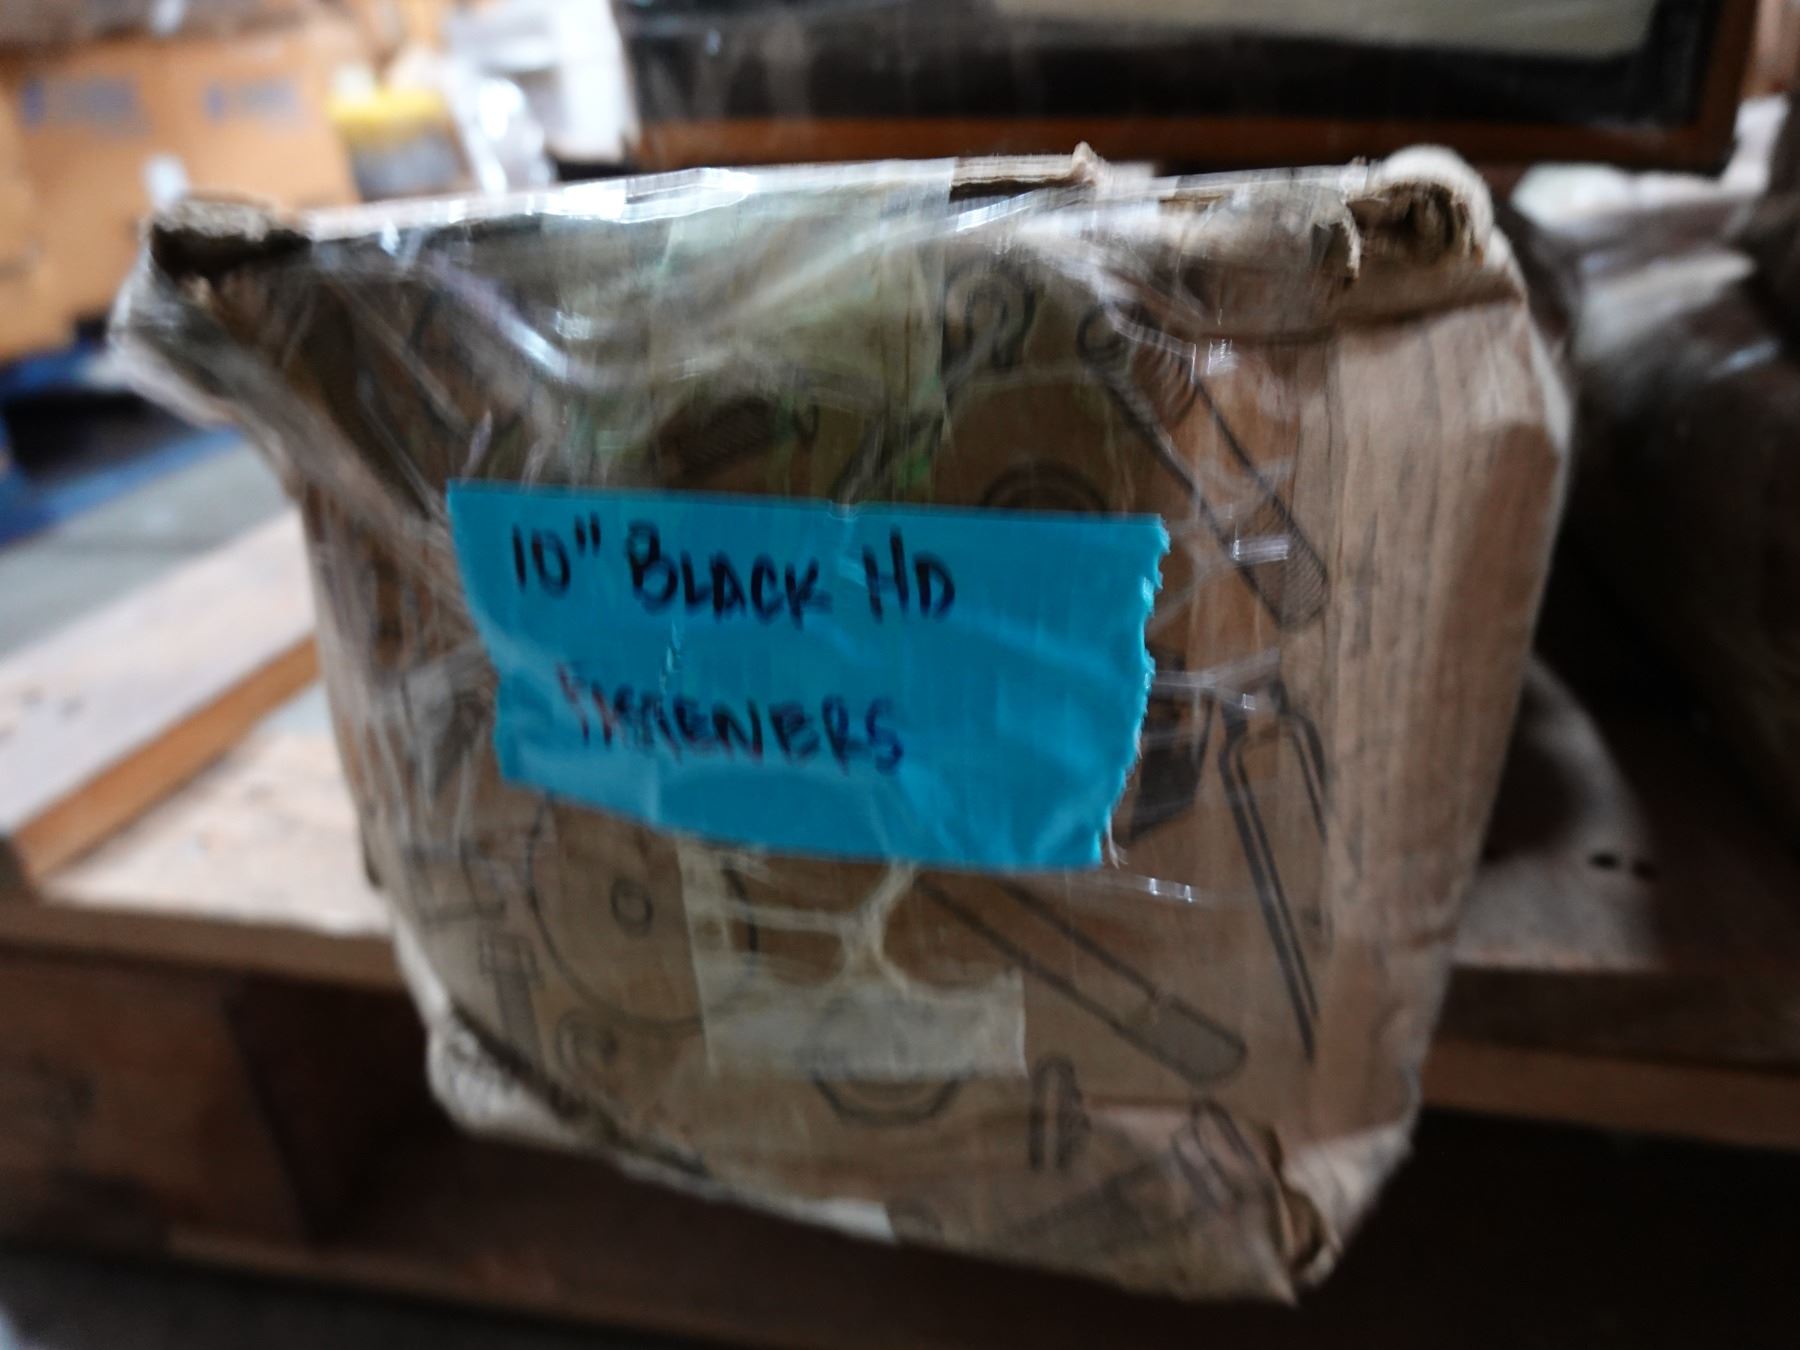 10" BLACK HD
FASTENERS